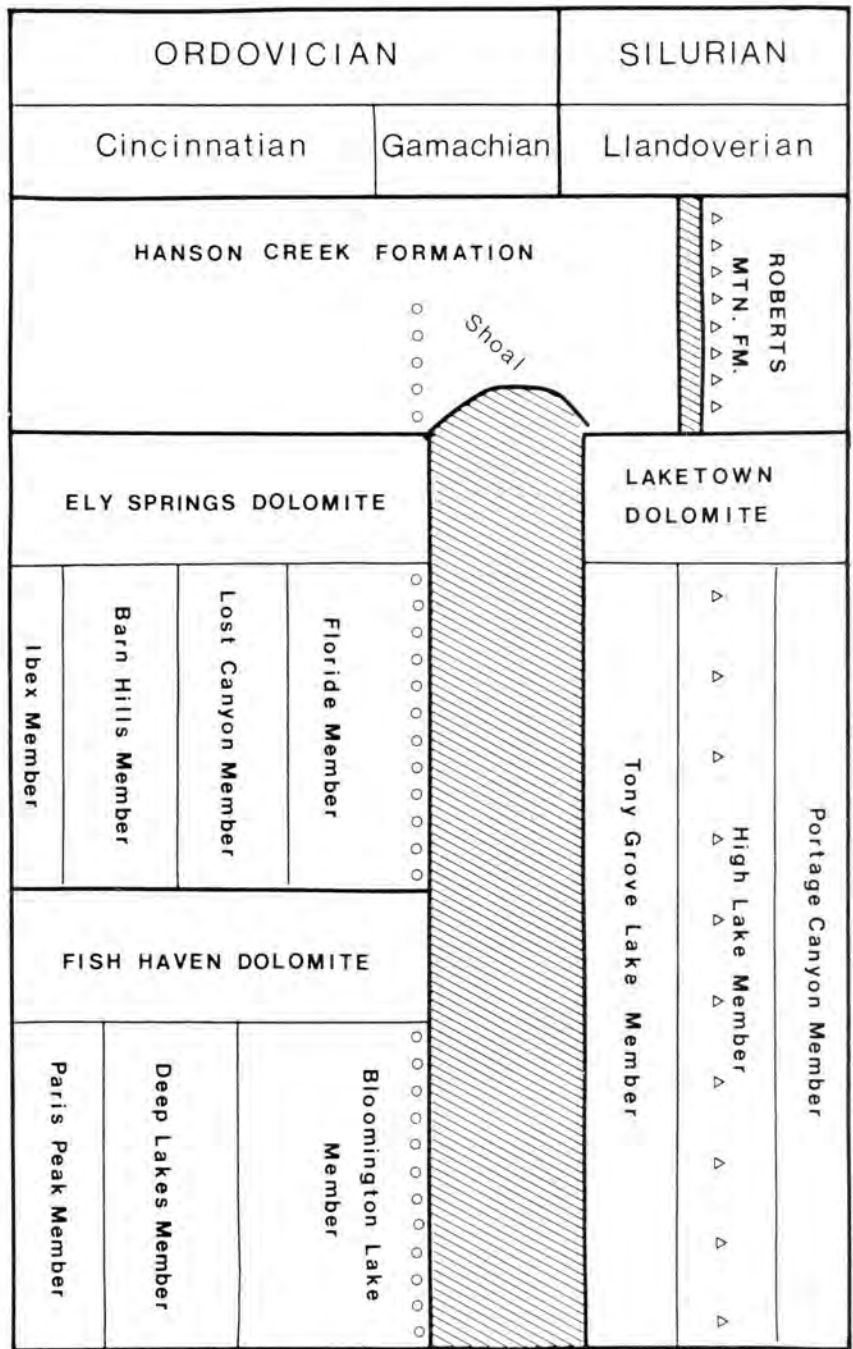 ORDOVICIAN
SILURIAN
Cincinnatian
Gamachian
Llandoverian
HANSON CREEK FORMATION
Shoal
ROBERTS
MTN. FM.
ELY SPRINGS DOLOMITE
LAKETOWN
DOLOMITE
Ibex Member
Barn Hills Member
Lost Canyon Member
Floride Member
Tony Grove Lake Member
High Lake Member
Portage Canyon Member
FISH HAVEN DOLOMITE
Paris Peak Member
Deep Lakes Member
Bloomington Lake
Member